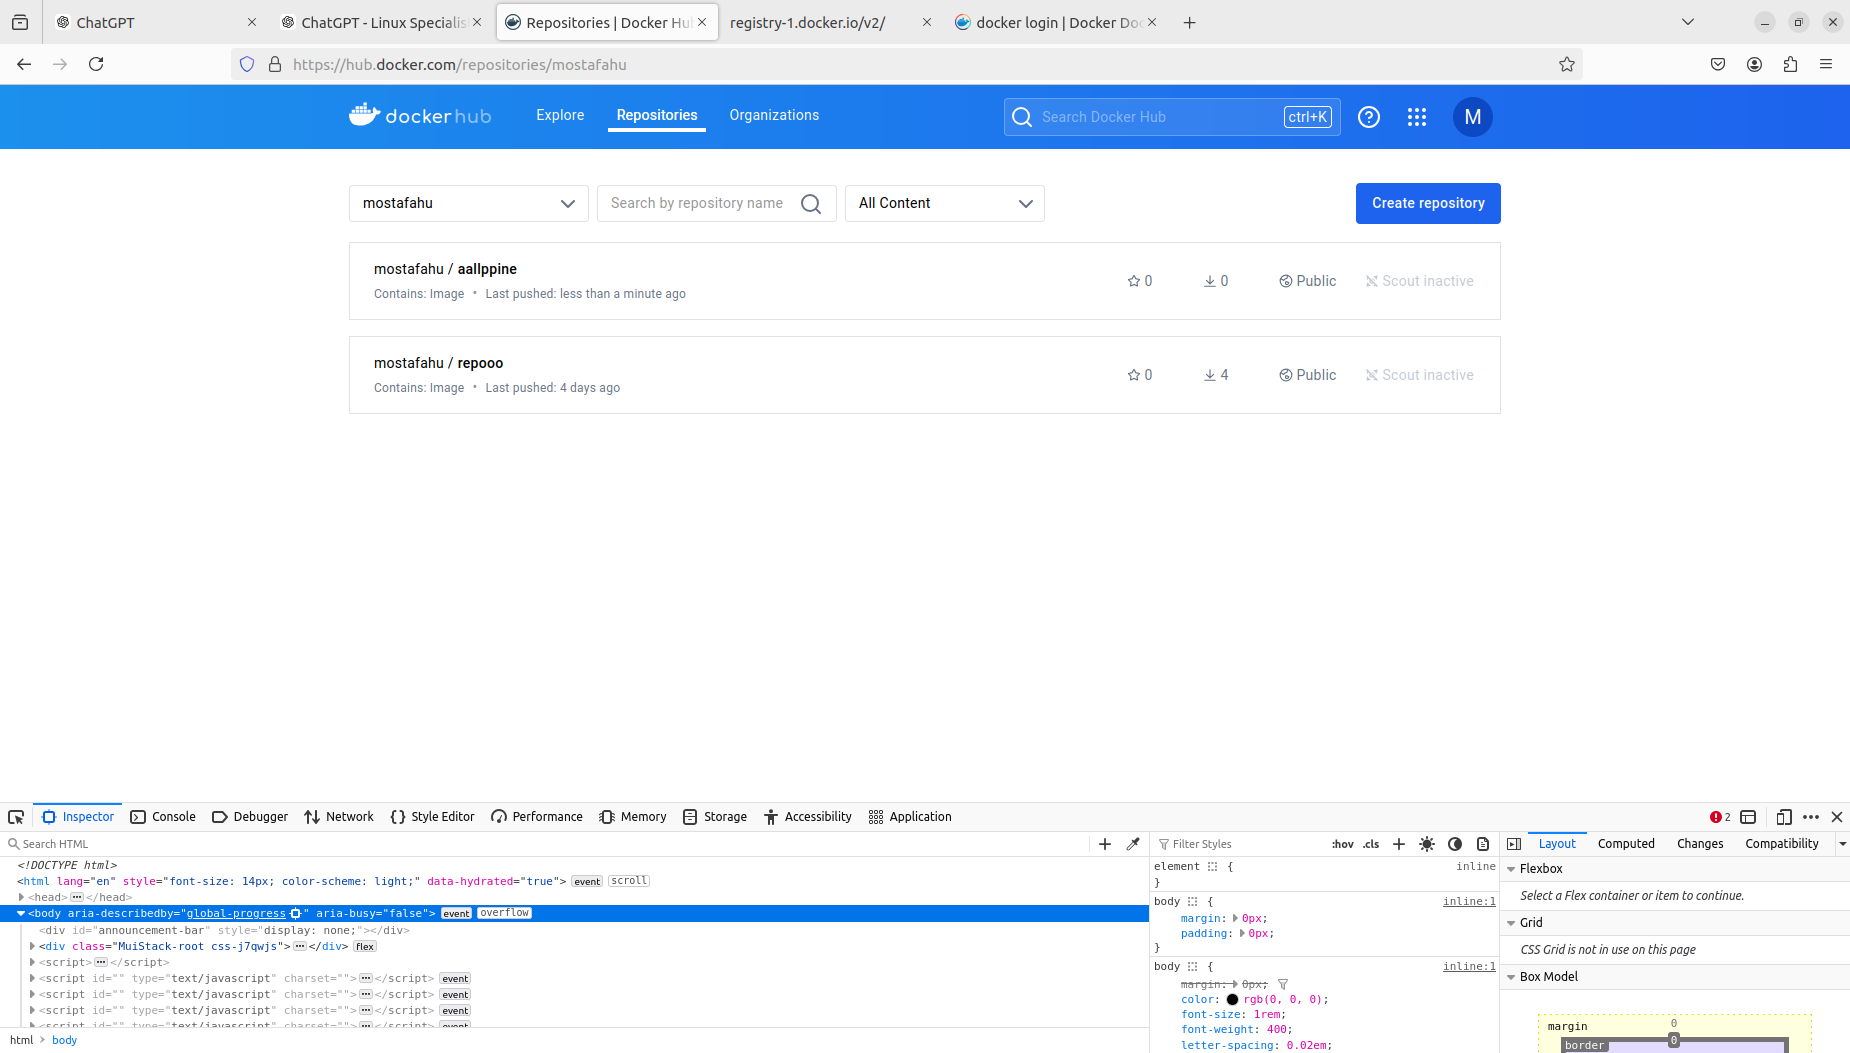 ChatGPT
ChatGPT - Linux Specialis
Repositories | Docker Hu
registry-1.docker.io/v2/
docker login | Docker Doc
https://hub.docker.com/repositories/mostafahu
dockerhub
Explore
Repositories
Organizations
Search Docker Hub
ctrl+K
M
mostafahu
Search by repository name
All Content
Create repository
mostafahu / aallppine
Contains: Image • Last pushed: less than a minute ago
0
0
Public
Scout inactive
mostafahu / repooo
Contains: Image • Last pushed: 4 days ago
0
4
Public
Scout inactive
Inspector
Console
Debugger
Network
Style Editor
Performance
Memory
Storage
Accessibility
Application
2
Search HTML
<!DOCTYPE html>
<html lang="en" style="font-size: 14px; color-scheme: light;" data-hydrated="true"> event scroll
<head> ••• </head>
<body aria-describedby="global-progress" aria-busy="false"> event overflow
<div id="announcement-bar" style="display: none;"></div>
<div class="MuiStack-root css-j7qwjs"> ••• </div> flex
<script> ••• </script>
<script id="" type="text/javascript" charset=""> ••• </script> event
<script id="" type="text/javascript" charset=""> ••• </script> event
<script id="" type="text/javascript" charset=""> ••• </script> event
<script id="" type="text/javascript" charset=""> ••• </script> event
html > body
Filter Styles
:hov .cls
element { inline
}
body { inline:1
margin: 0px;
padding: 0px;
}
body { inline:1
margin: 0px;
color: rgb(0, 0, 0);
font-size: 1rem;
font-weight: 400;
letter-spacing: 0.02em;
Layout
Computed
Changes
Compatibility
Flexbox
Select a Flex container or item to continue.
Grid
CSS Grid is not in use on this page
Box Model
margin
0
border
0